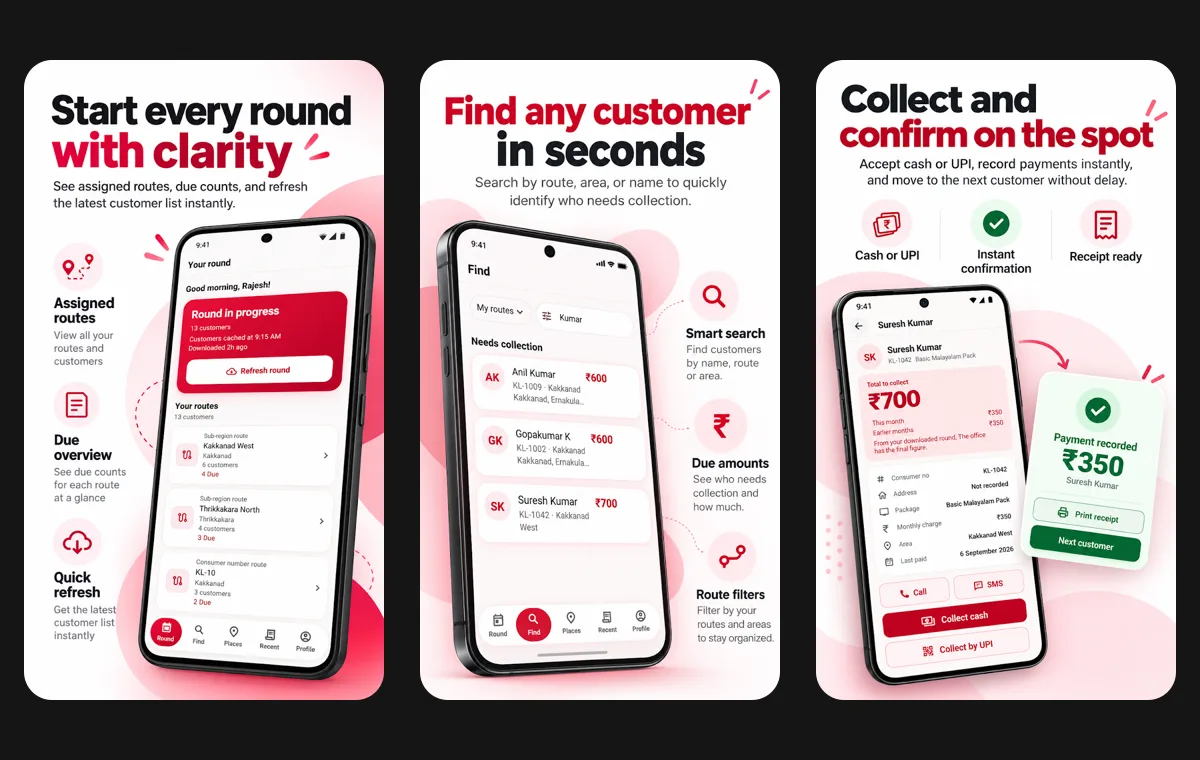 Start every round
with clarity
See assigned routes, due counts, and refresh
the latest customer list instantly.
Assigned
routes
View all your
routes and
customers
Due
overview
See due counts
for each route
at a glance
Quick
refresh
Get the latest
customer list
instantly
9:41
Your round
Good morning, Rajesh!
Round in progress
13 customers
Customers cached at 9:15 AM
Downloaded 2h ago
Refresh round
Your routes
13 customers
Sub-region route
Kakkanad West
Kakkanad
6 customers
4 Due
Sub-region route
Thrikkakara North
Thrikkakara
4 customers
3 Due
Consumer number route
KL-10
Kakkanad
3 customers
2 Due
Round
Find
Places
Recent
Profile
Find any customer
in seconds
Search by route, area, or name to quickly
identify who needs collection.
9:41
Find
My routes
Kumar
Needs collection
AK
Anil Kumar
₹600
KL-1009 · Kakkanad
Kakkanad, Ernakula...
GK
Gopakumar K
₹600
KL-1002 · Kakkanad
Kakkanad, Ernakula...
SK
Suresh Kumar
₹700
KL-1042 · Kakkanad
West
Round
Find
Places
Recent
Profile
Smart search
Find customers
by name, route
or area.
₹
Due amounts
See who needs
collection and
how much.
Route filters
Filter by your
routes and areas
to stay organized.
Collect and
confirm on the spot
Accept cash or UPI, record payments instantly,
and move to the next customer without delay.
₹
Cash or UPI
Instant
confirmation
Receipt ready
9:41
Suresh Kumar
SK
Suresh Kumar
KL-1042 Basic Malayalam Pack
Total to collect
₹700
This month ₹350
Earlier months ₹350
From your downloaded round, The office
has the final figure.
# Consumer no KL-1042
Address Not recorded
Package Basic Malayalam Pack
₹ Monthly charge ₹350
Area Kakkanad West
Last paid 6 September 2026
Call
SMS
Collect cash
Collect by UPI
Payment recorded
₹350
Suresh Kumar
Print receipt
Next customer